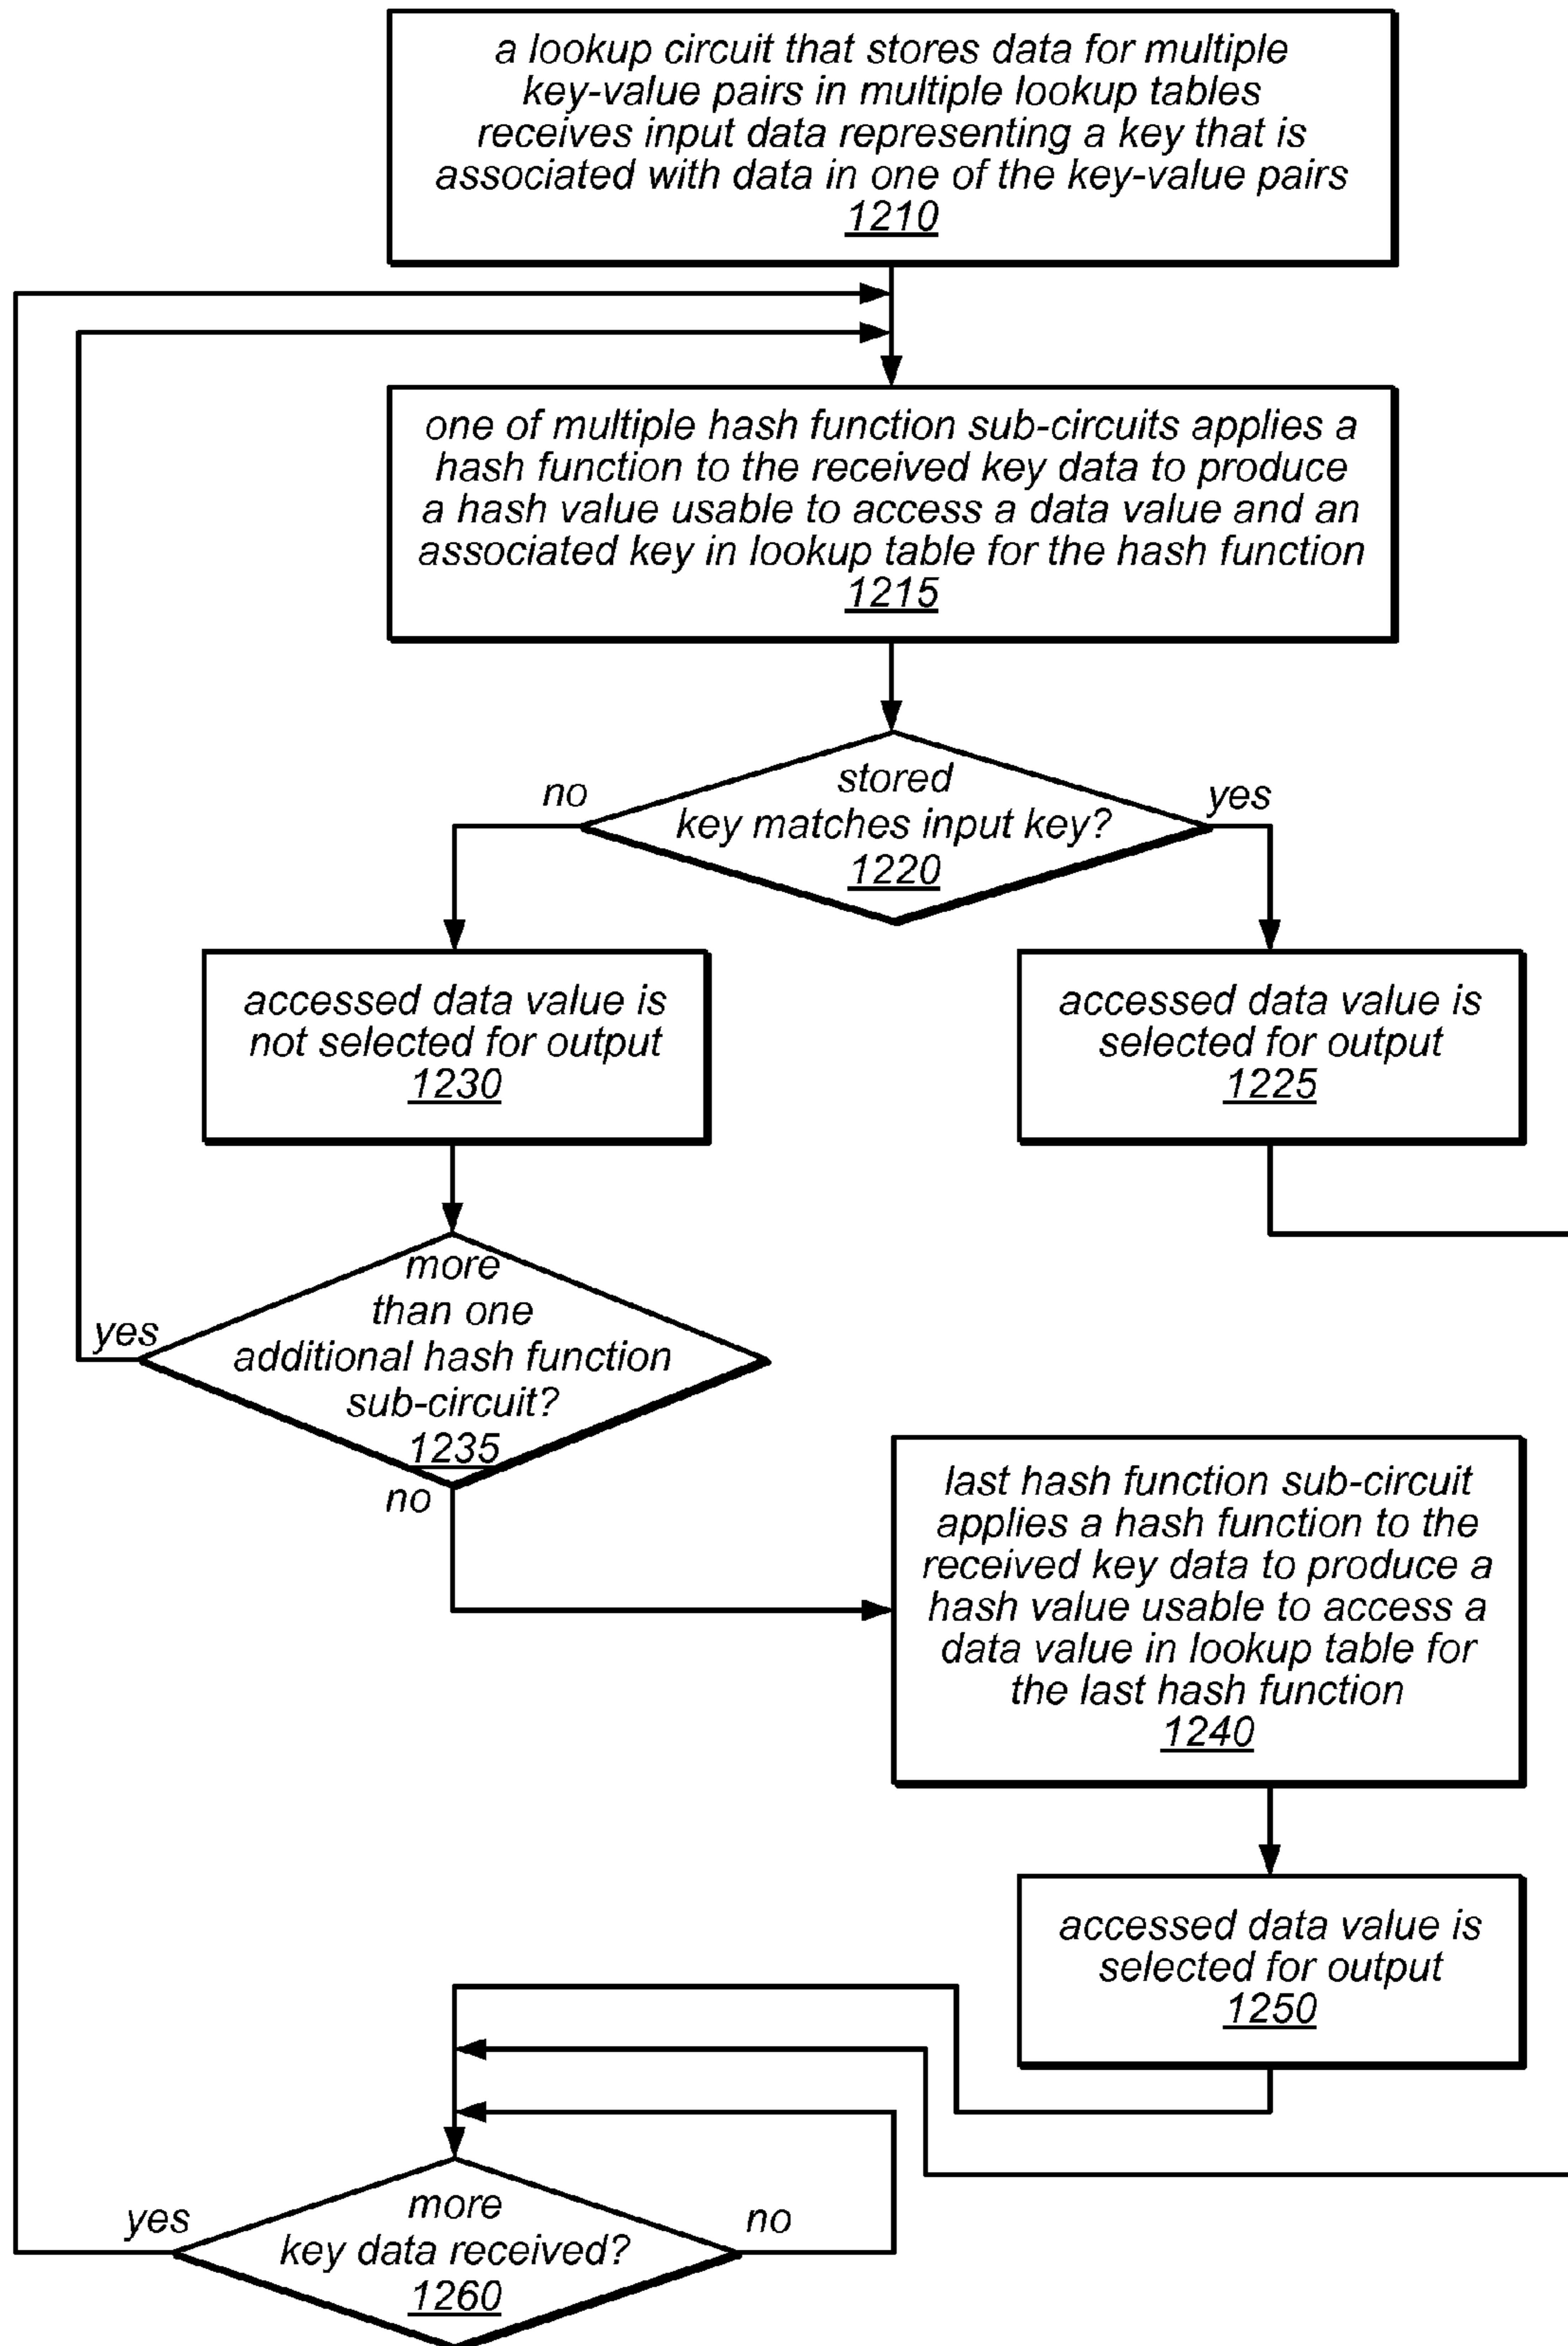 a lookup circuit that stores data for multiple
key-value pairs in multiple lookup tables
receives input data representing a key that is
associated with data in one of the key-value pairs
1210
one of multiple hash function sub-circuits applies a
hash function to the received key data to produce
a hash value usable to access a data value and an
associated key in lookup table for the hash function
1215
stored
key matches input key?
1220
no
yes
accessed data value is
not selected for output
1230
accessed data value is
selected for output
1225
more
than one
additional hash function
sub-circuit?
1235
yes
no
last hash function sub-circuit
applies a hash function to the
received key data to produce a
hash value usable to access a
data value in lookup table for
the last hash function
1240
accessed data value is
selected for output
1250
more
key data received?
1260
yes
no